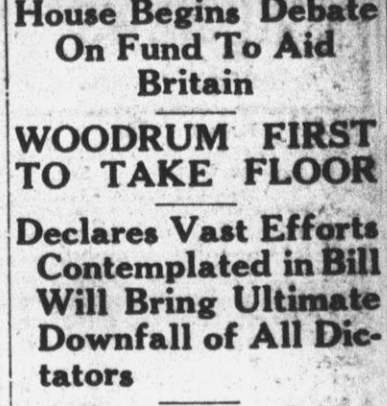 House Begins Debate
On Fund To Aid
Britain
WOODRUM FIRST
TO TAKE FLOOR
Declares Vast Efforts
Contemplated in Bill
Will Bring Ultimate
Downfall of All Dic-
tators